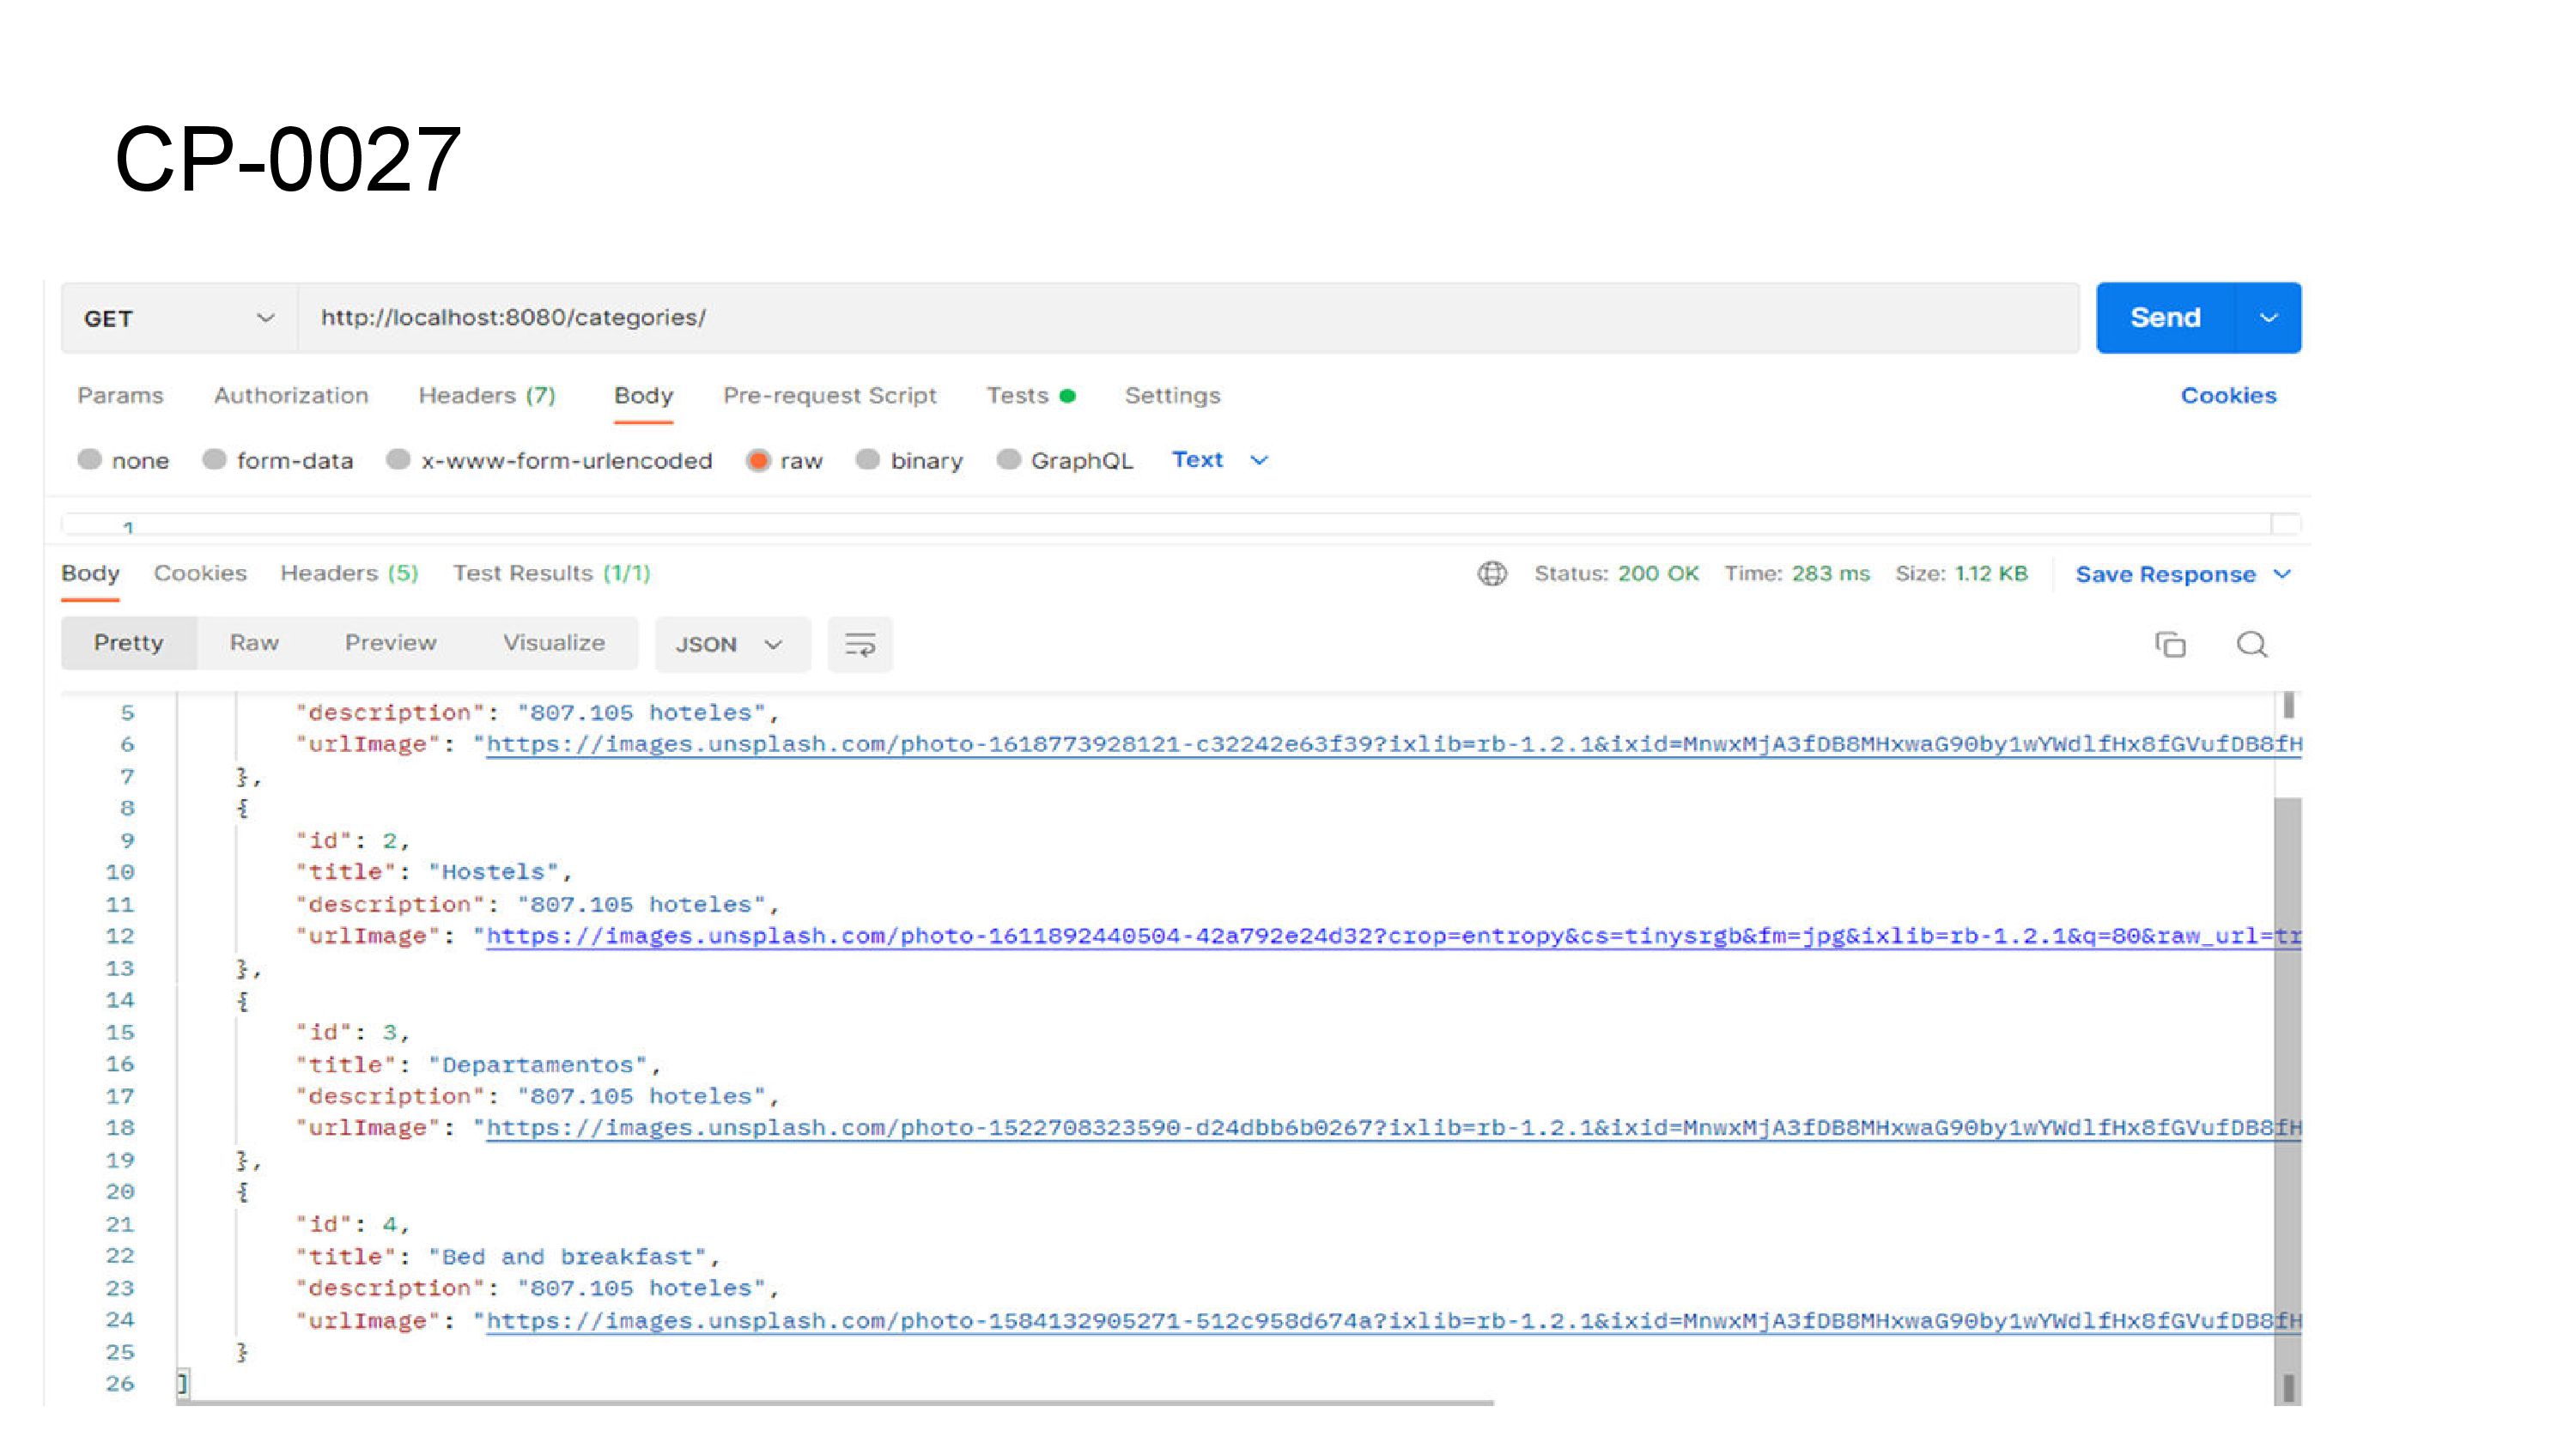 CP-0027
GET http://localhost:8080/categories/ Send
Params Authorization Headers (7) Body Pre-request Script Tests Settings Cookies
none form-data x-www-form-urlencoded raw binary GraphQL Text
1
Body Cookies Headers (5) Test Results (1/1) Status: 200 OK Time: 283 ms Size: 1.12 KB Save Response
Pretty Raw Preview Visualize JSON
5 "description": "807.105 hoteles",
6 "urlImage": "https://images.unsplash.com/photo-1618773928121-c32242e63f39?ixlib=rb-1.2.1&ixid=MnwxMjA3fDB8MHxwaG90by1wYWdlfHx8fGVufDB8fH
7 },
8 {
9 "id": 2,
10 "title": "Hostels",
11 "description": "807.105 hoteles",
12 "urlImage": "https://images.unsplash.com/photo-1611892440504-42a792e24d32?crop=entropy&cs=tinysrgb&fm=jpg&ixlib=rb-1.2.1&q=80&raw_url=tr
13 },
14 {
15 "id": 3,
16 "title": "Departamentos",
17 "description": "807.105 hoteles",
18 "urlImage": "https://images.unsplash.com/photo-1522708323590-d24dbb6b0267?ixlib=rb-1.2.1&ixid=MnwxMjA3fDB8MHxwaG90by1wYWdlfHx8fGVufDB8fH
19 },
20 {
21 "id": 4,
22 "title": "Bed and breakfast",
23 "description": "807.105 hoteles",
24 "urlImage": "https://images.unsplash.com/photo-1584132905271-512c958d674a?ixlib=rb-1.2.1&ixid=MnwxMjA3fDB8MHxwaG90by1wYWdlfHx8fGVufDB8fH
25 }
26 ]